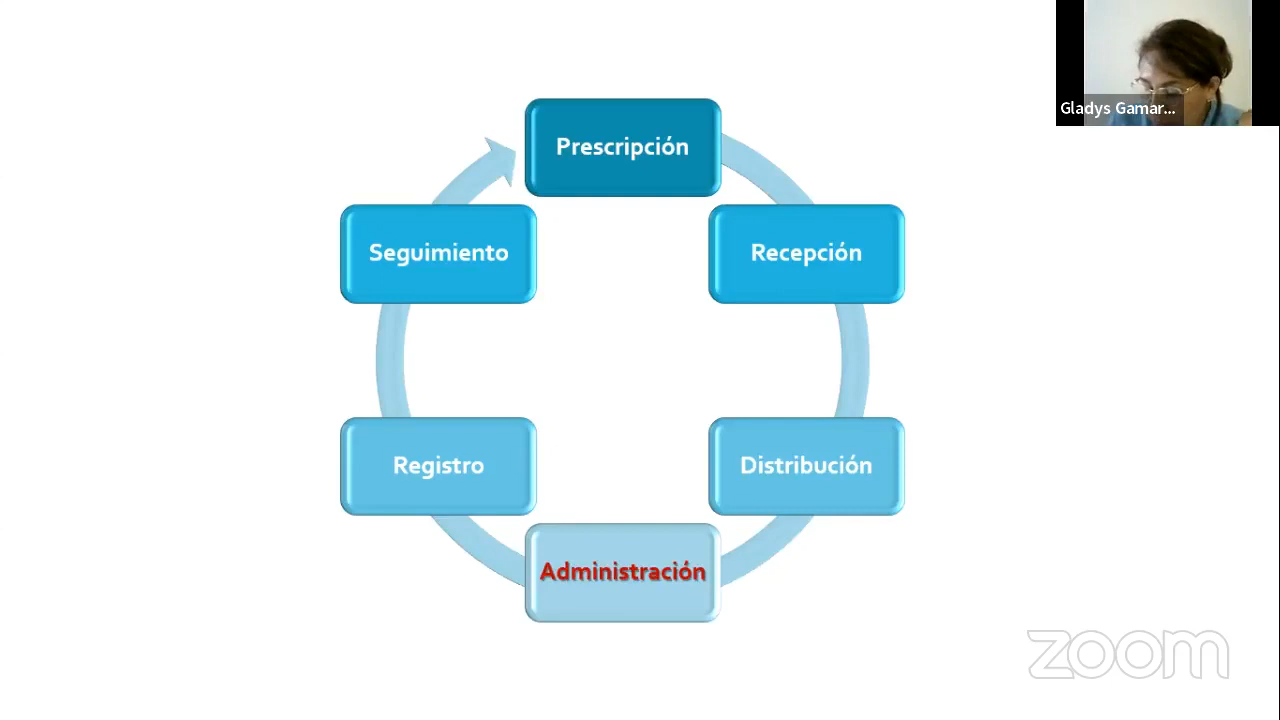 Gladys Gamar...
Prescripción
Seguimiento
Recepción
Registro
Distribución
Administración
zoom